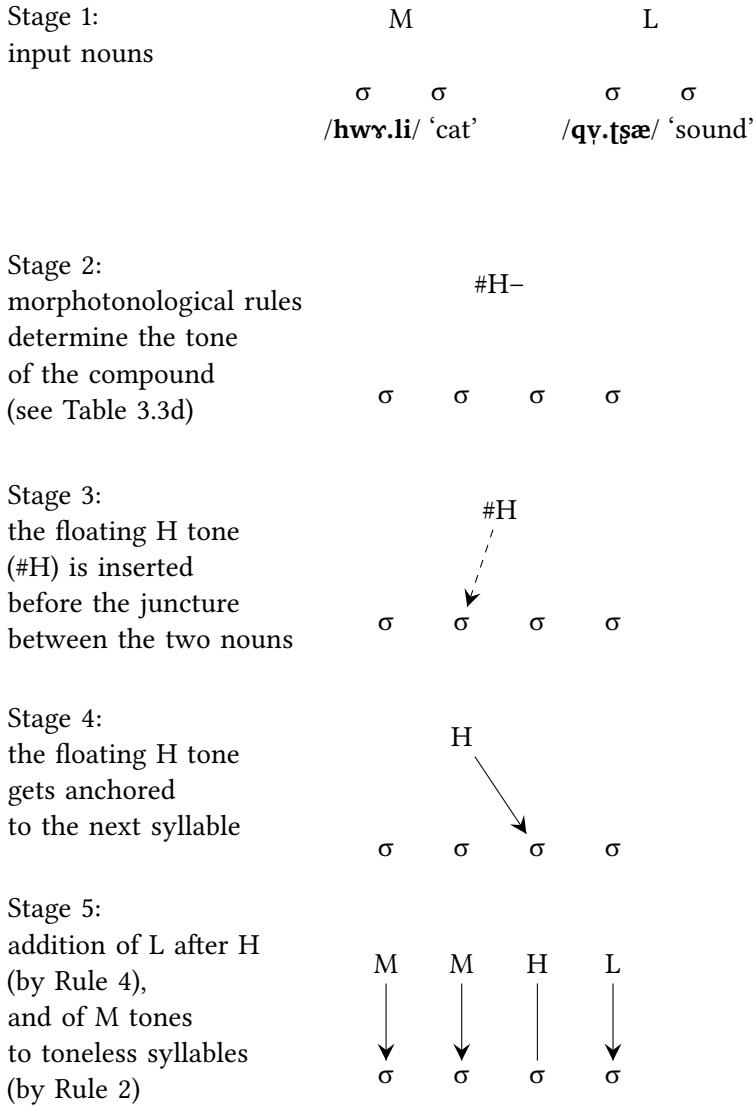 Stage 1:
M L
input nouns
σ σ σ σ
/hwɤ.li/ ‘cat’ /qv̩.ʈʂæ/ ‘sound’
Stage 2:
#H–
morphotonological rules
determine the tone
of the compound
σ σ σ σ
(see Table 3.3d)
Stage 3:
#H
the floating H tone
(#H) is inserted
before the juncture
σ σ σ σ
between the two nouns
Stage 4:
H
the floating H tone
gets anchored
to the next syllable
σ σ σ σ
Stage 5:
addition of L after H
M M H L
(by Rule 4),
and of M tones
to toneless syllables
σ σ σ σ
(by Rule 2)